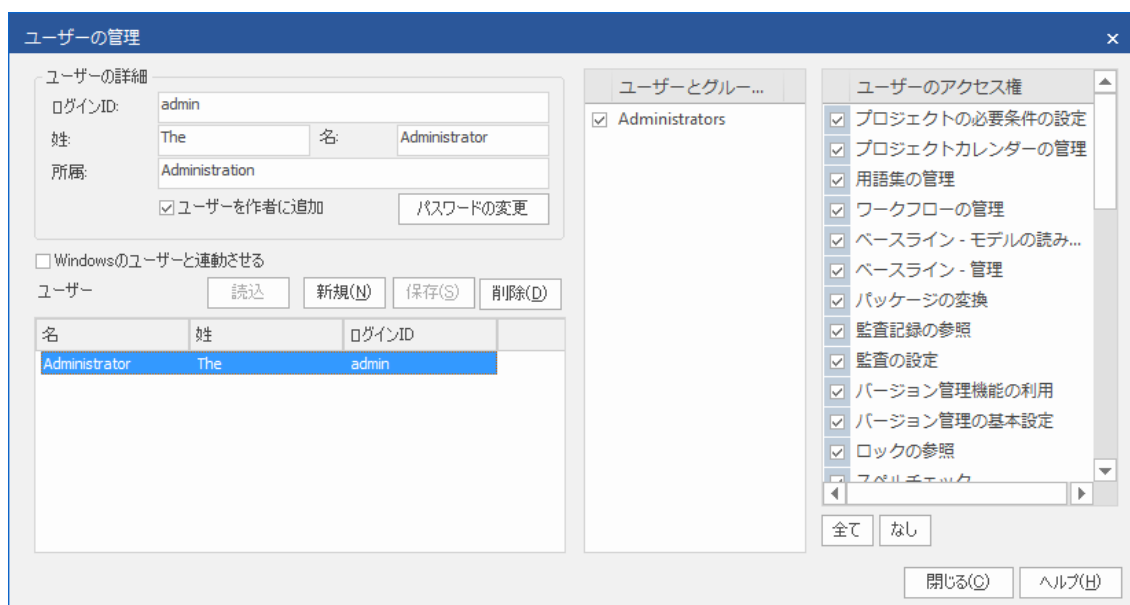 ユーザーの管理
ユーザーの詳細
ログインID: admin
姓: The 名: Administrator
所属: Administration
ユーザーを作者に追加 パスワードの変更
Windowsのユーザーと連動させる
ユーザー 読込 新規(N) 保存(S) 削除(D)
名 姓 ログインID
Administrator The admin
ユーザーとグルー...
Administrators
ユーザーのアクセス権
プロジェクトの必要条件の設定
プロジェクトカレンダーの管理
用語集の管理
ワークフローの管理
ベースライン - モデルの読み...
ベースライン - 管理
パッケージの変換
監査記録の参照
監査の設定
バージョン管理機能の利用
バージョン管理の基本設定
ロックの参照
スペルチェック
全て なし
閉じる(C) ヘルプ(H)